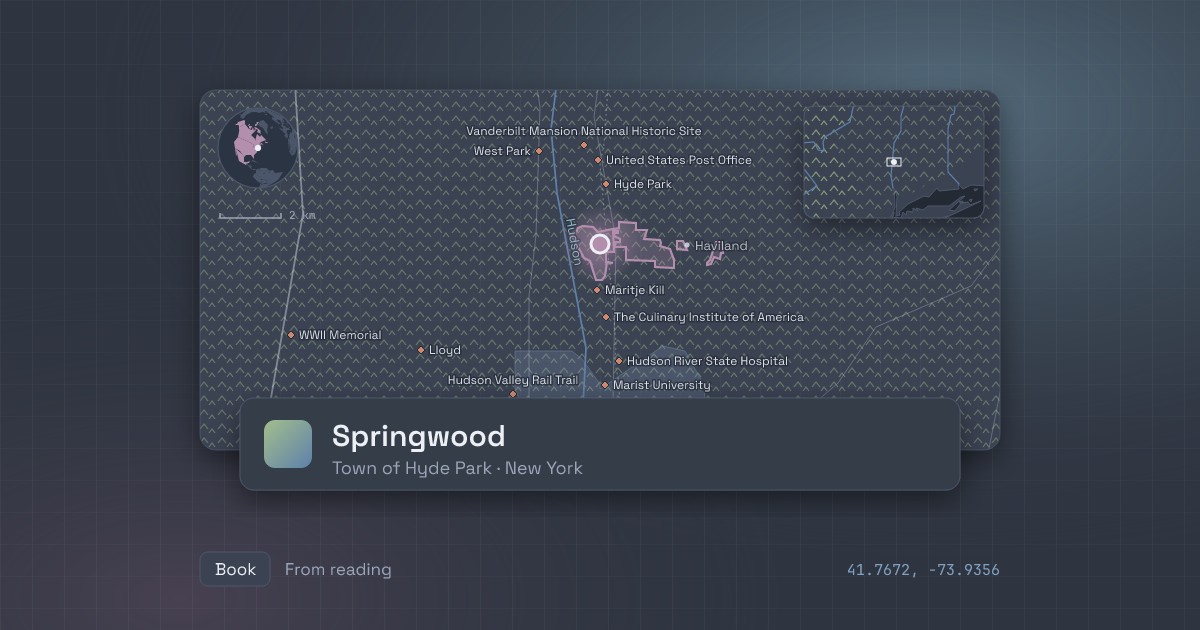 Vanderbilt Mansion National Historic Site
West Park
United States Post Office
Hyde Park
2 km
Hudson
Haviland
Maritje Kill
The Culinary Institute of America
WWII Memorial
Lloyd
Hudson River State Hospital
Hudson Valley Rail Trail
Marist University
Springwood
Town of Hyde Park · New York
Book
From reading
41.7672, -73.9356